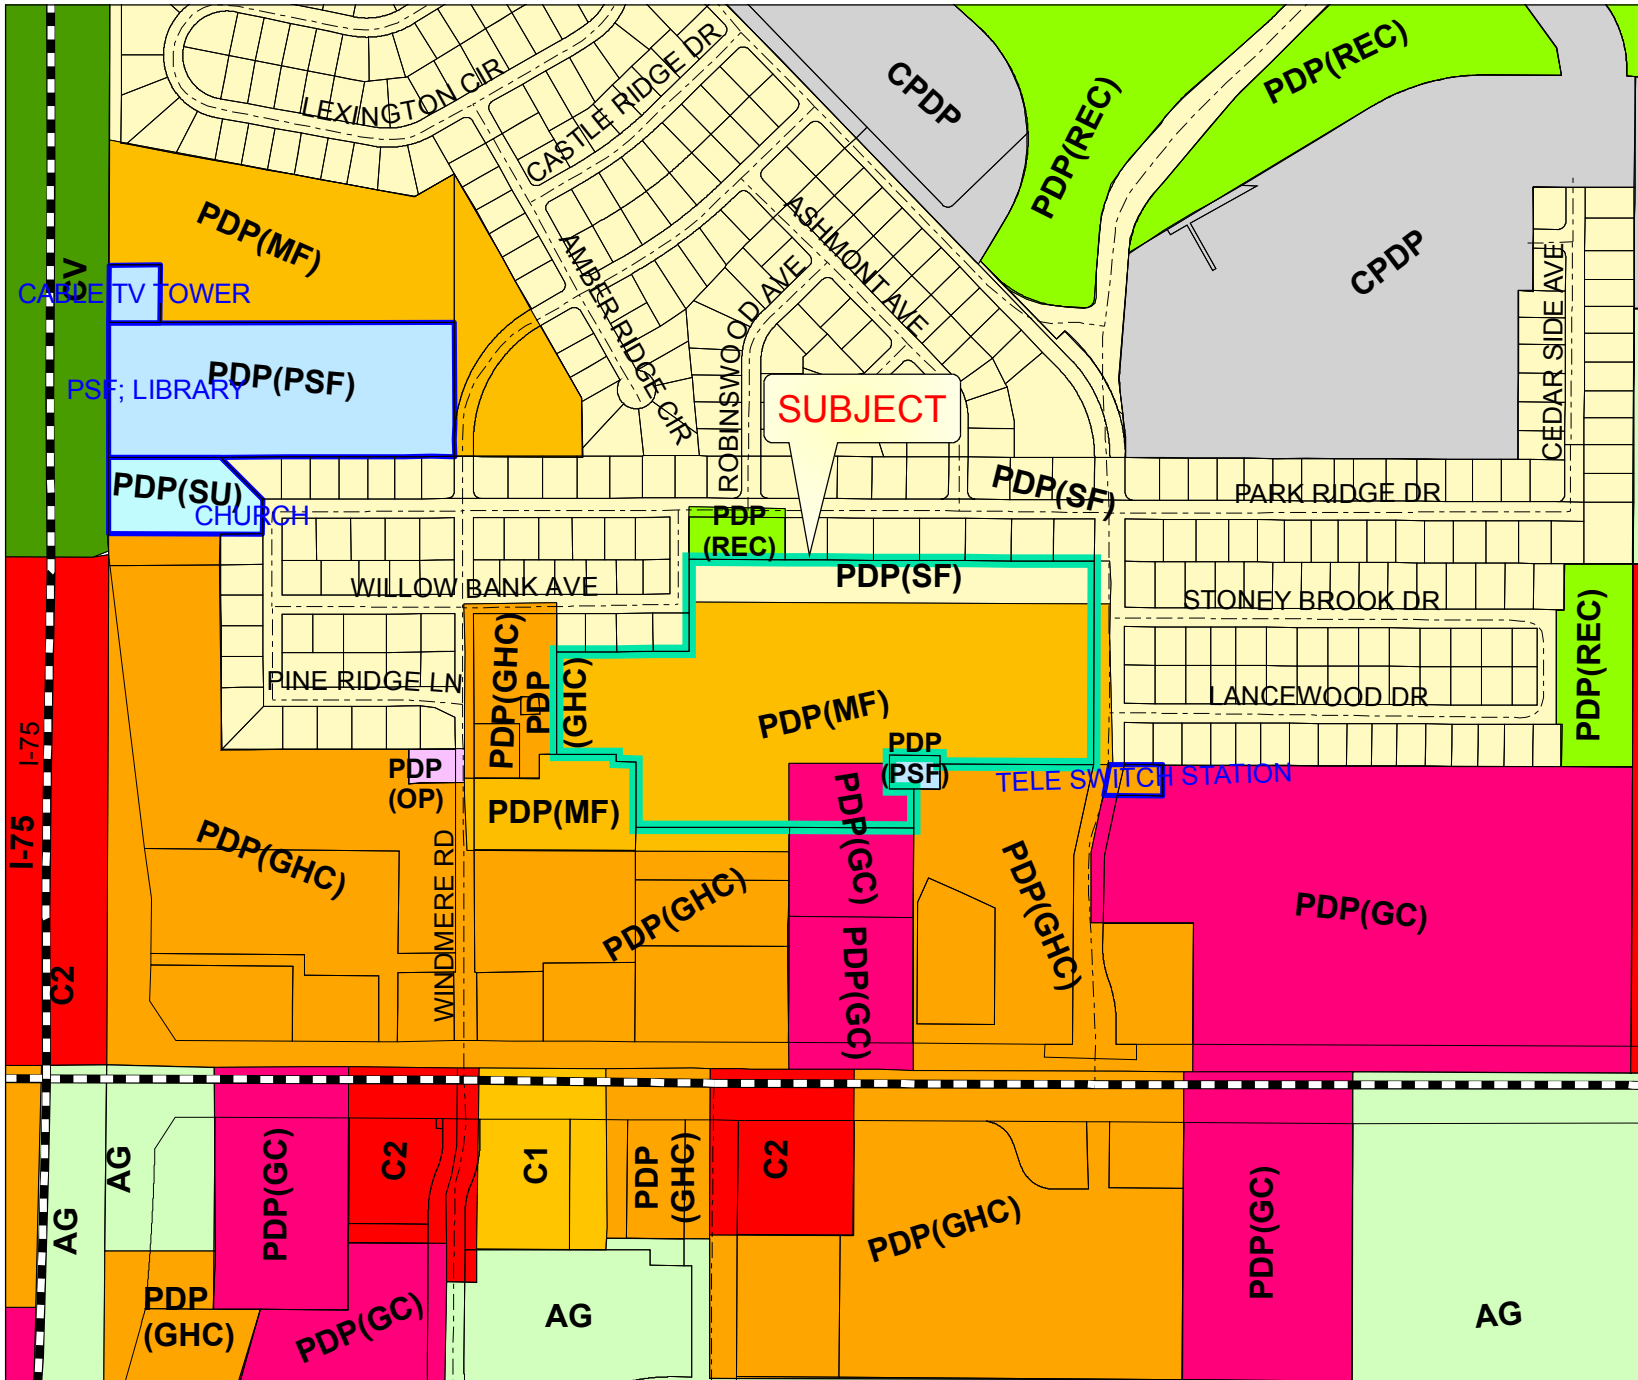 LEXINGTON CIR
CASTLE RIDGE DR
CPDP
PDP(REC)
PDP(REC)
PDP(MF)
CV
CABLE TV TOWER
AMBER RIDGE CIR
ASHMONT AVE
ROBINSWOOD AVE
CPDP
CEDAR SIDE AVE
PDP(PSF)
PSF; LIBRARY
SUBJECT
PDP(SU)
CHURCH
PDP(SF)
PARK RIDGE DR
PDP
(REC)
PDP(SF)
WILLOW BANK AVE
STONEY BROOK DR
PDP(REC)
PINE RIDGE LN
PDP(GHC)
PDP
(GHC)
PDP(MF)
LANCEWOOD DR
I-75
PDP
(OP)
PDP
(PSF)
TELE SWITCH STATION
PDP(MF)
I-75
PDP(GHC)
WINDMERE RD
PDP(GHC)
PDP(GC)
PDP(GHC)
PDP(GC)
C2
PDP(GC)
AG
AG
PDP(GC)
C2
C1
PDP
(GHC)
C2
PDP(GHC)
PDP(GC)
PDP
(GHC)
PDP(GC)
AG
AG